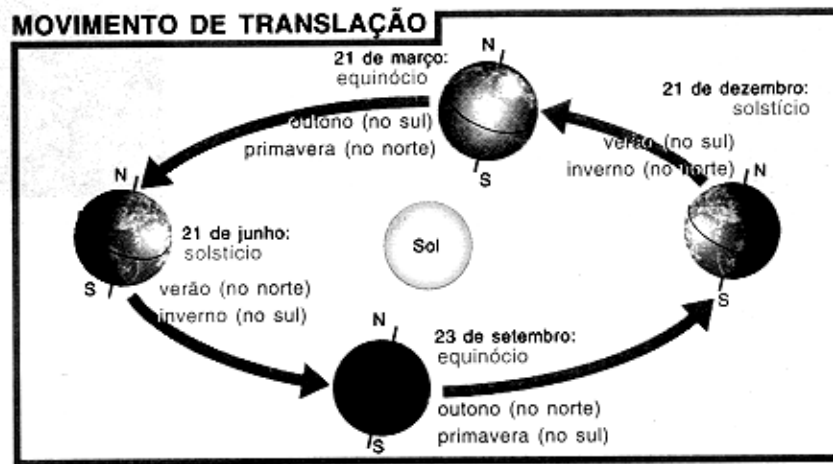 MOVIMENTO DE TRANSLAÇÃO
N
21 de março:
equinócio
outono (no sul)
primavera (no norte)
S
21 de dezembro:
solstício
verão (no sul)
inverno (no norte)
N
S
N
21 de junho:
solstício
S
verão (no norte)
inverno (no sul)
Sol
N
23 de setembro:
equinócio
outono (no norte)
primavera (no sul)
S